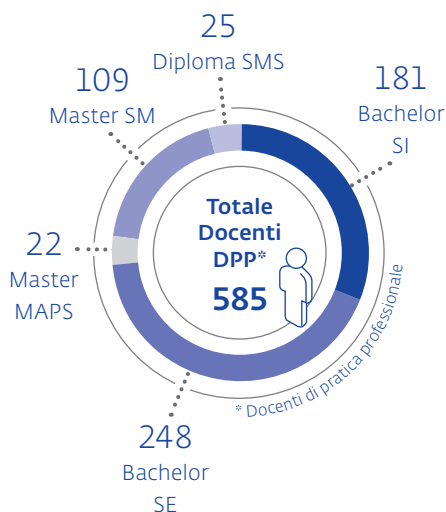 25
Diploma SMS
109
Master SM
181
Bachelor
SI
Totale
Docenti
DPP*
585
22
Master
MAPS
* Docenti di pratica professionale
248
Bachelor
SE